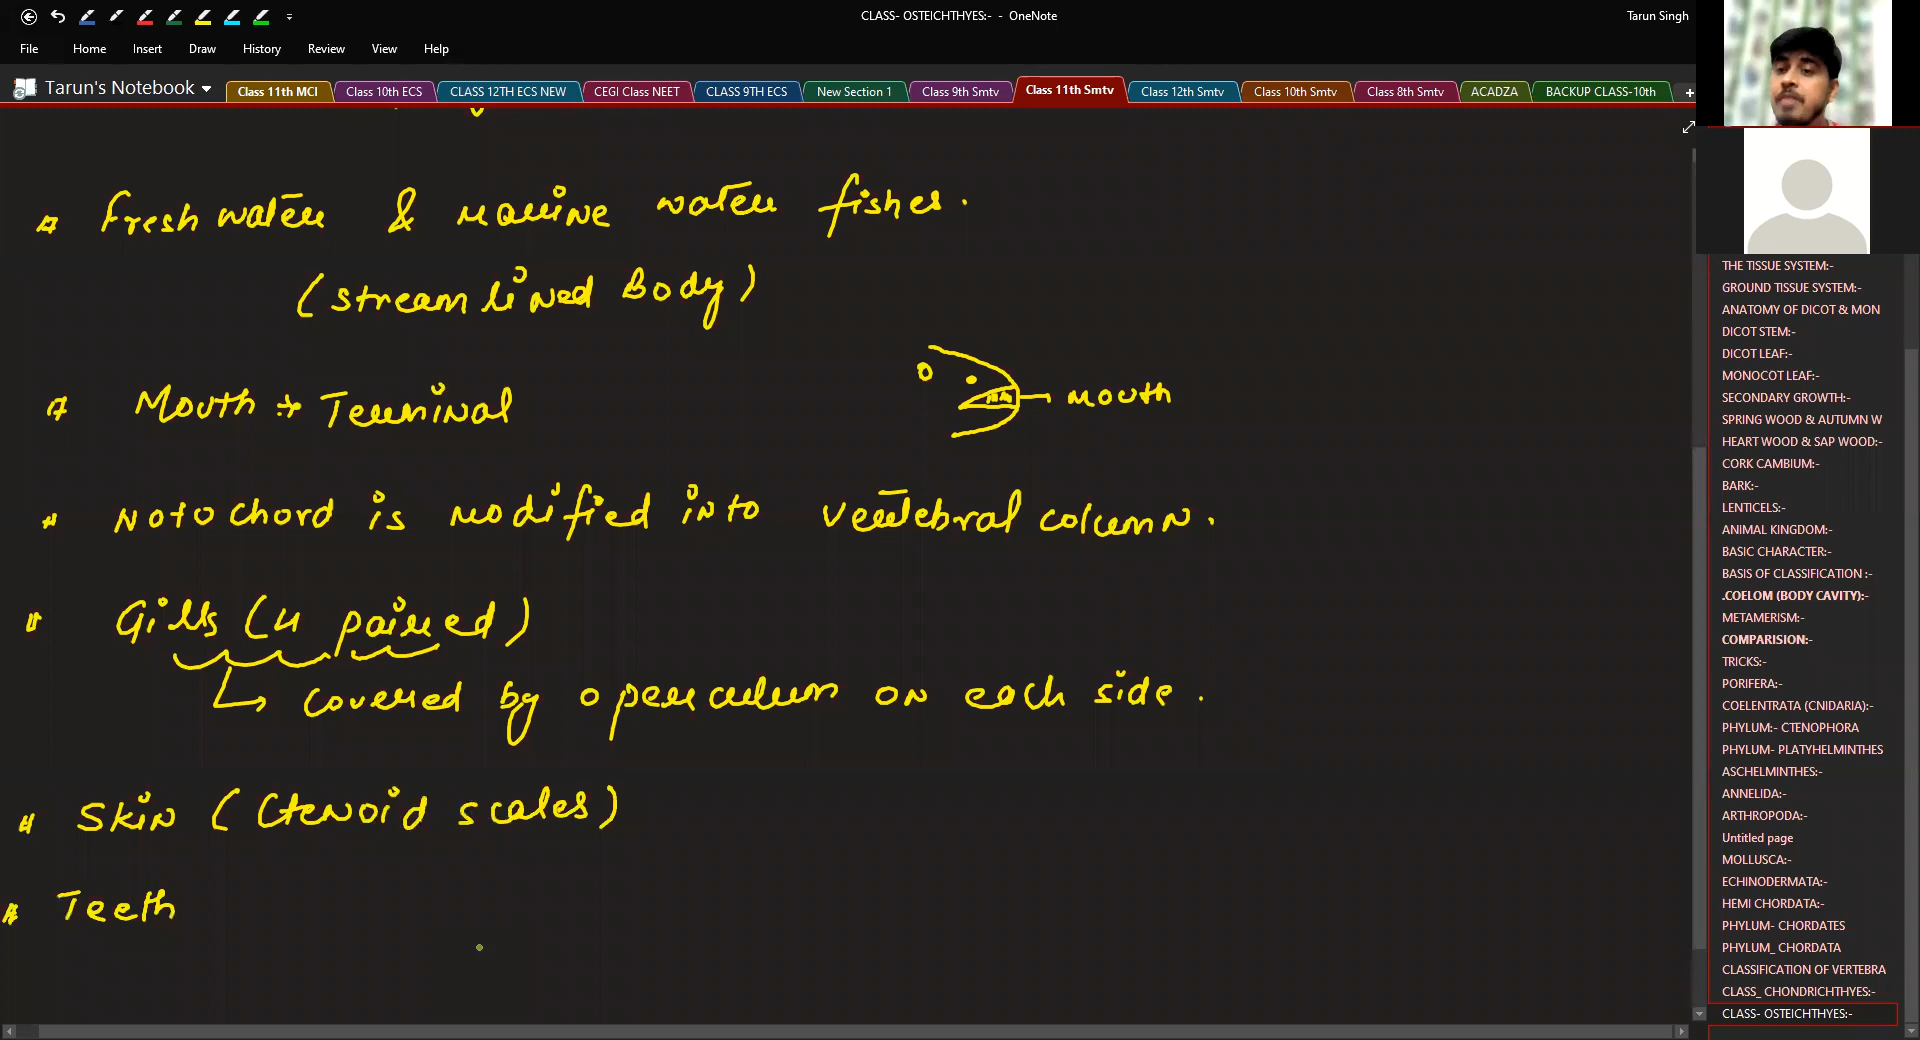 CLASS- OSTEICHTHYES:- - OneNote
Tarun Singh
File Home Insert Draw History Review View Help
Tarun's Notebook
Class 11th MCI Class 10th ECS CLASS 12TH ECS NEW CEGI Class NEET CLASS 9TH ECS New Section 1 Class 9th Smtv Class 11th Smtv Class 12th Smtv Class 10th Smtv Class 8th Smtv ACADZA BACKUP CLASS-10th +
Fresh water & marine water fishes.
(streamlined Body)
Mouth → Terminal
mouth
Notochord is modified into vertebral column.
Gills (4 paired)
↳ covered by operculum on each side.
Skin (Ctenoid scales)
Teeth
THE TISSUE SYSTEM:-
GROUND TISSUE SYSTEM:-
ANATOMY OF DICOT & MON
DICOT STEM:-
DICOT LEAF:-
MONOCOT LEAF:-
SECONDARY GROWTH:-
SPRING WOOD & AUTUMN W
HEART WOOD & SAP WOOD:-
CORK CAMBIUM:-
BARK:-
LENTICELS:-
ANIMAL KINGDOM:-
BASIC CHARACTER:-
BASIS OF CLASSIFICATION :-
.COELOM (BODY CAVITY):-
METAMERISM:-
COMPARISION:-
TRICKS:-
PORIFERA:-
COELENTRATA (CNIDARIA):-
PHYLUM:- CTENOPHORA
PHYLUM- PLATYHELMINTHES
ASCHELMINTHES:-
ANNELIDA:-
ARTHROPODA:-
Untitled page
MOLLUSCA:-
ECHINODERMATA:-
HEMI CHORDATA:-
PHYLUM- CHORDATES
PHYLUM_ CHORDATA
CLASSIFICATION OF VERTEBRA
CLASS_ CHONDRICHTHYES:-
CLASS- OSTEICHTHYES:-